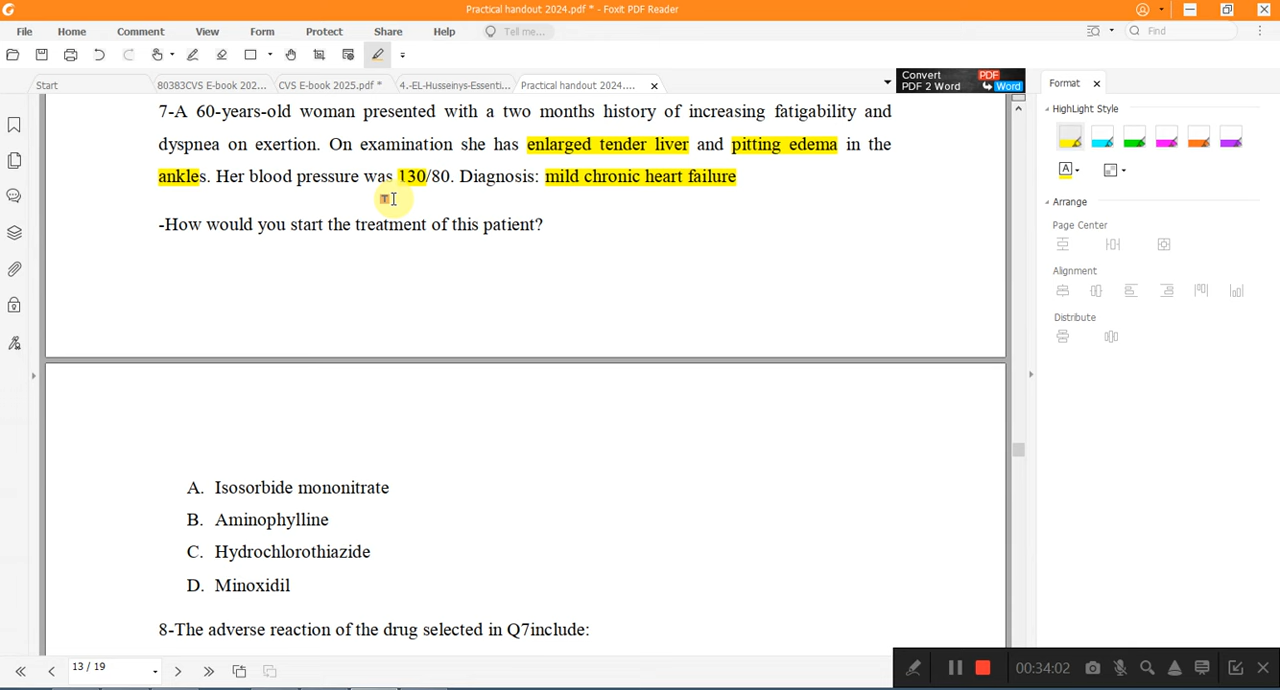 Practical handout 2024.pdf * - Foxit PDF Reader
File Home Comment View Form Protect Share Help Tell me... Find
Start 80383CVS E-book 202... CVS E-book 2025.pdf * 4.-EL-Husseinys-Essenti... Practical handout 2024....
Convert PDF
PDF 2 Word Word
Format
HighLight Style
A
Arrange
Page Center
Alignment
Distribute
7-A 60-years-old woman presented with a two months history of increasing fatigability and
dyspnea on exertion. On examination she has enlarged tender liver and pitting edema in the
ankles. Her blood pressure was 130/80. Diagnosis: mild chronic heart failure
-How would you start the treatment of this patient?
A. Isosorbide mononitrate
B. Aminophylline
C. Hydrochlorothiazide
D. Minoxidil
8-The adverse reaction of the drug selected in Q7include:
13 / 19
00:34:02